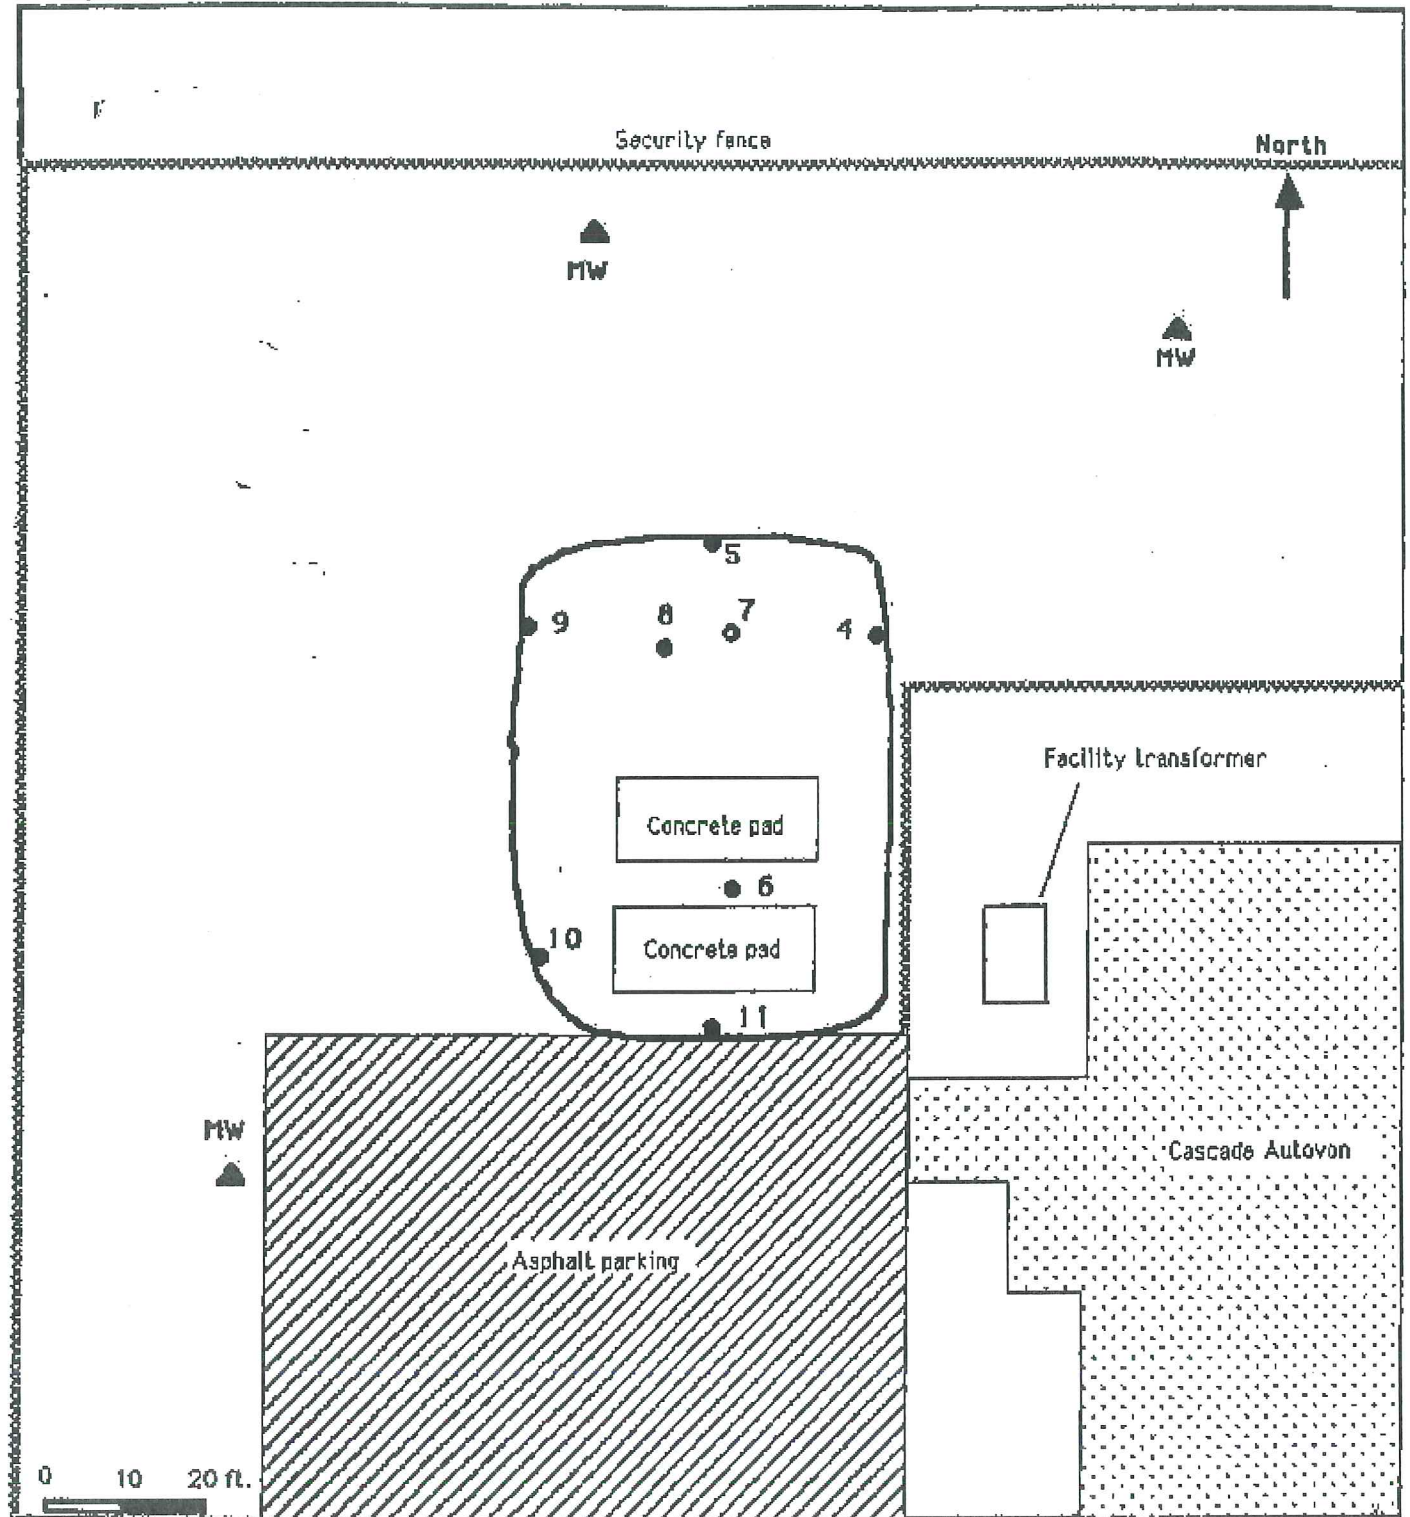 Security fence
North
MW
MW
5
9
8
7
4
Facility transformer
Concrete pad
6
10
Concrete pad
11
MW
Cascade Autovon
Asphalt parking
0 10 20 ft.